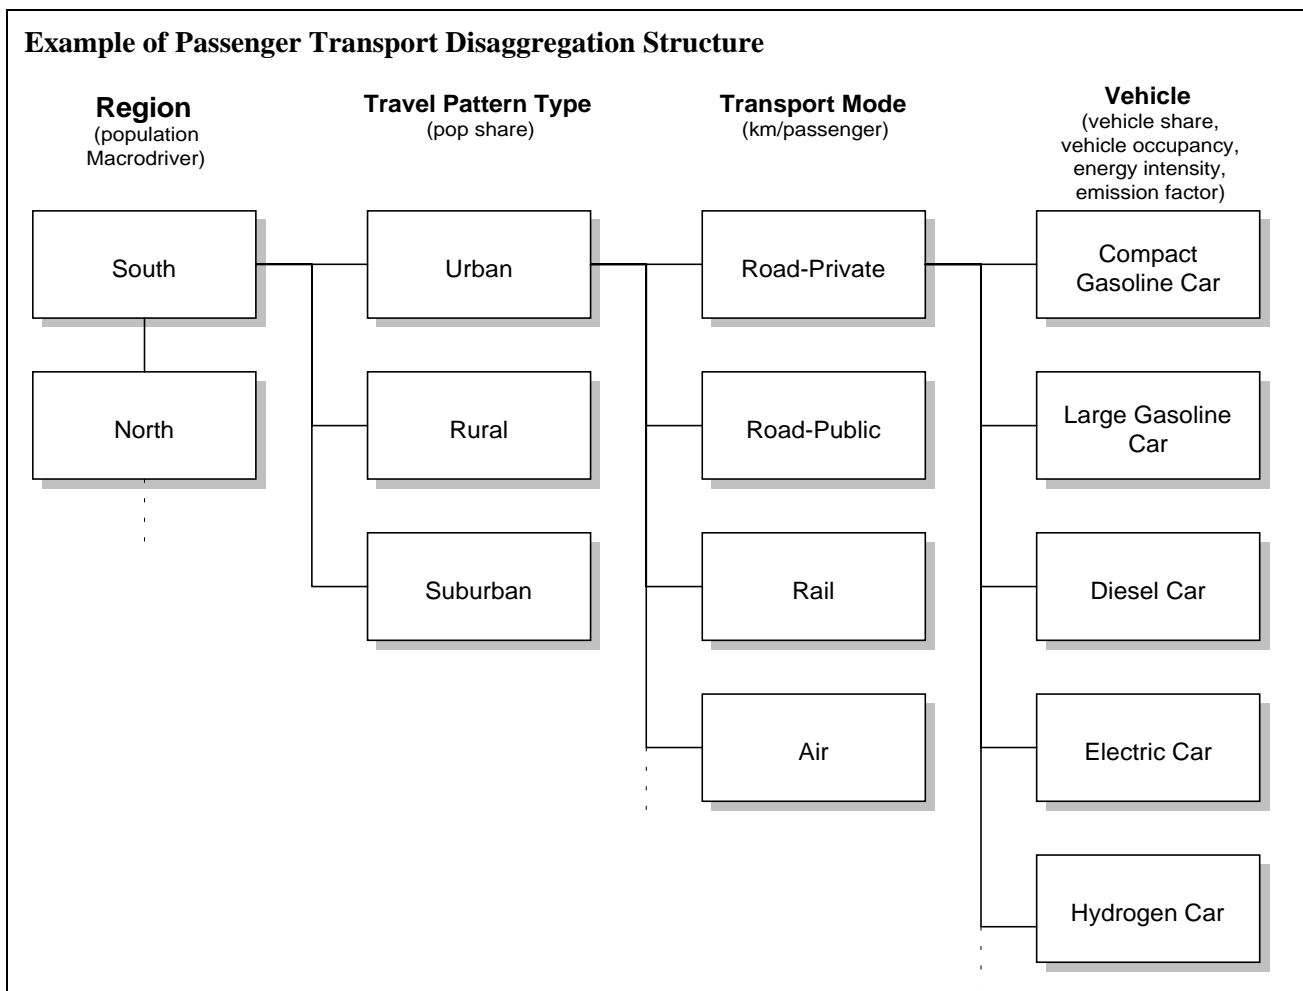 Example of Passenger Transport Disaggregation Structure
Region
(population
Macrodriver)
Travel Pattern Type
(pop share)
Transport Mode
(km/passenger)
Vehicle
(vehicle share,
vehicle occupancy,
energy intensity,
emission factor)
South
Urban
Road-Private
Compact
Gasoline Car
North
Rural
Road-Public
Large Gasoline
Car
Suburban
Rail
Diesel Car
Air
Electric Car
Hydrogen Car